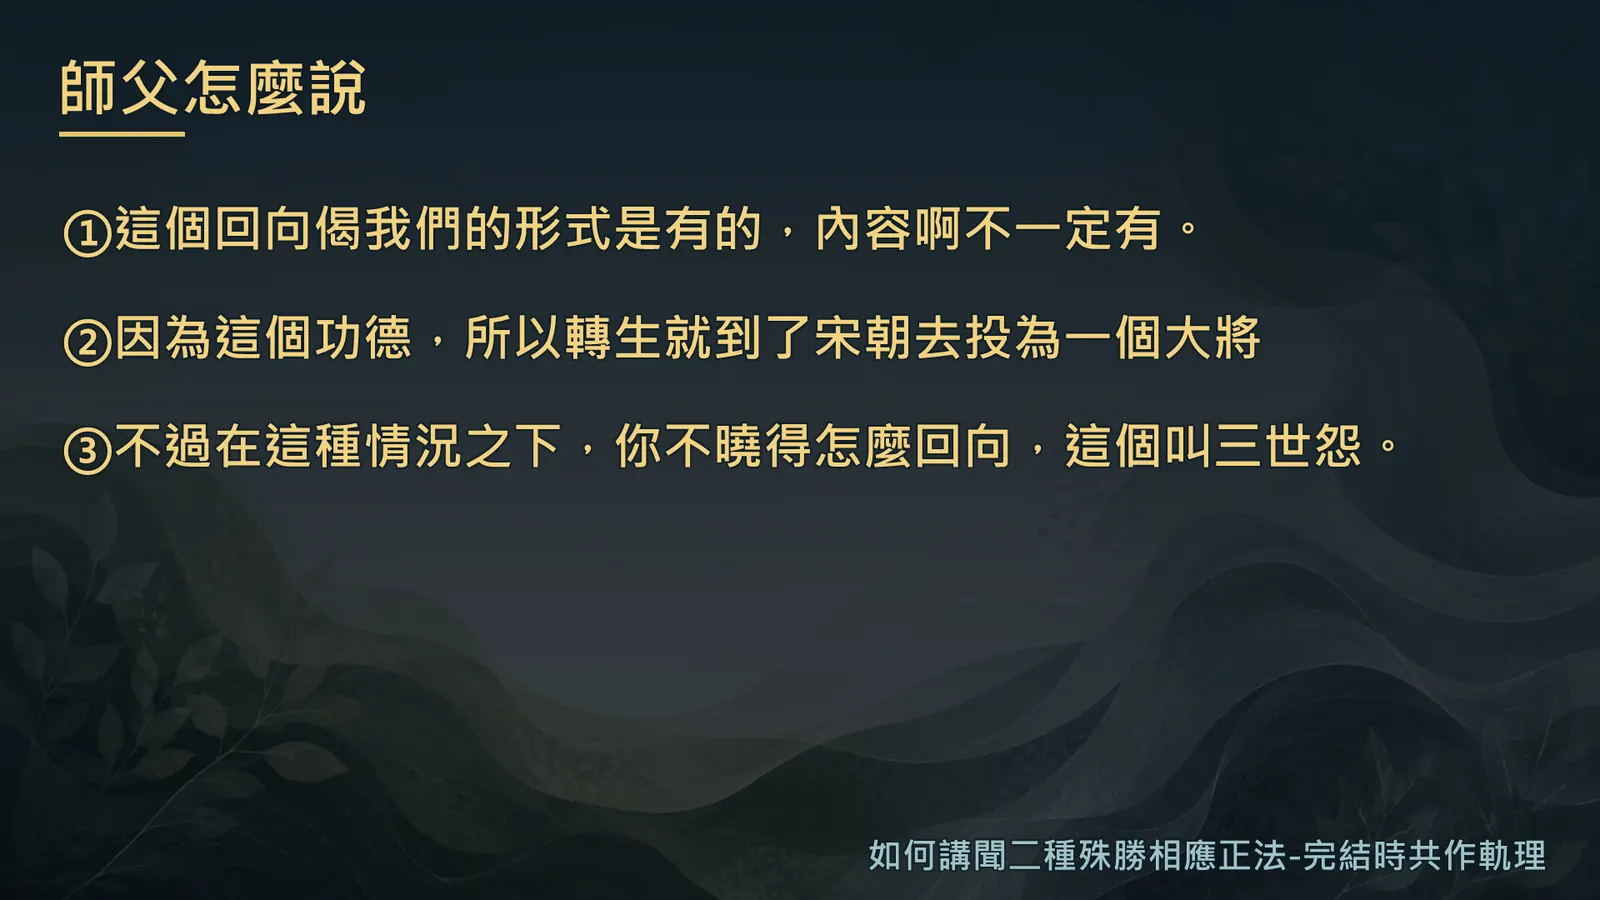 師父怎麼說
①這個回向偈我們的形式是有的，內容啊不一定有。
②因為這個功德，所以轉生就到了宋朝去投為一個大將
③不過在這種情況之下，你不曉得怎麼回向，這個叫三世怨。
如何講聞二種殊勝相應正法-完結時共作軌理